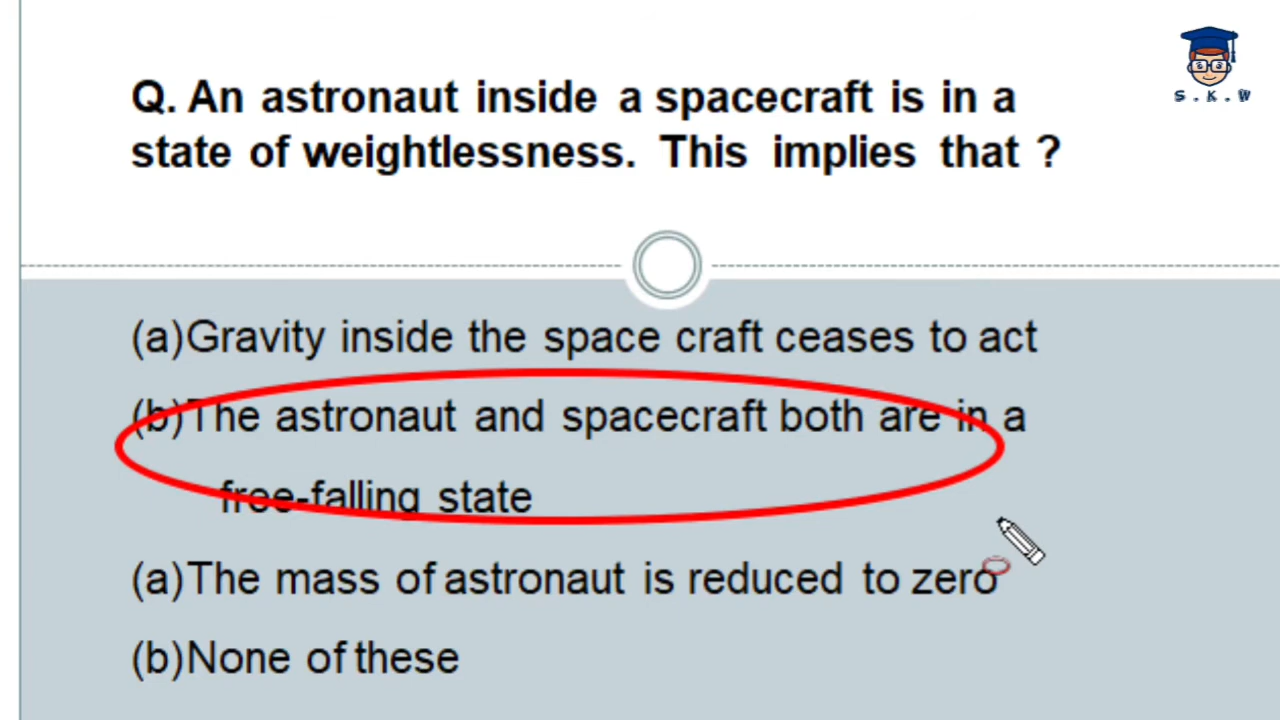 S.K.W
Q. An astronaut inside a spacecraft is in a
state of weightlessness. This implies that ?
(a)Gravity inside the space craft ceases to act
(b)The astronaut and spacecraft both are in a
free-falling state
(a)The mass of astronaut is reduced to zero
(b)None of these